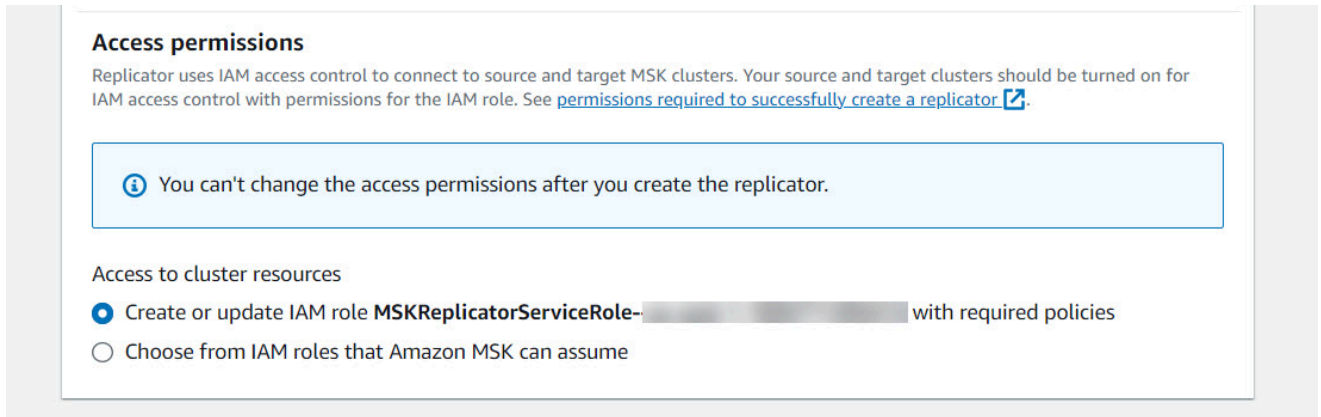 Access permissions
Replicator uses IAM access control to connect to source and target MSK clusters. Your source and target clusters should be turned on for
IAM access control with permissions for the IAM role. See permissions required to successfully create a replicator.
You can't change the access permissions after you create the replicator.
Access to cluster resources
Create or update IAM role MSKReplicatorServiceRole- with required policies
Choose from IAM roles that Amazon MSK can assume